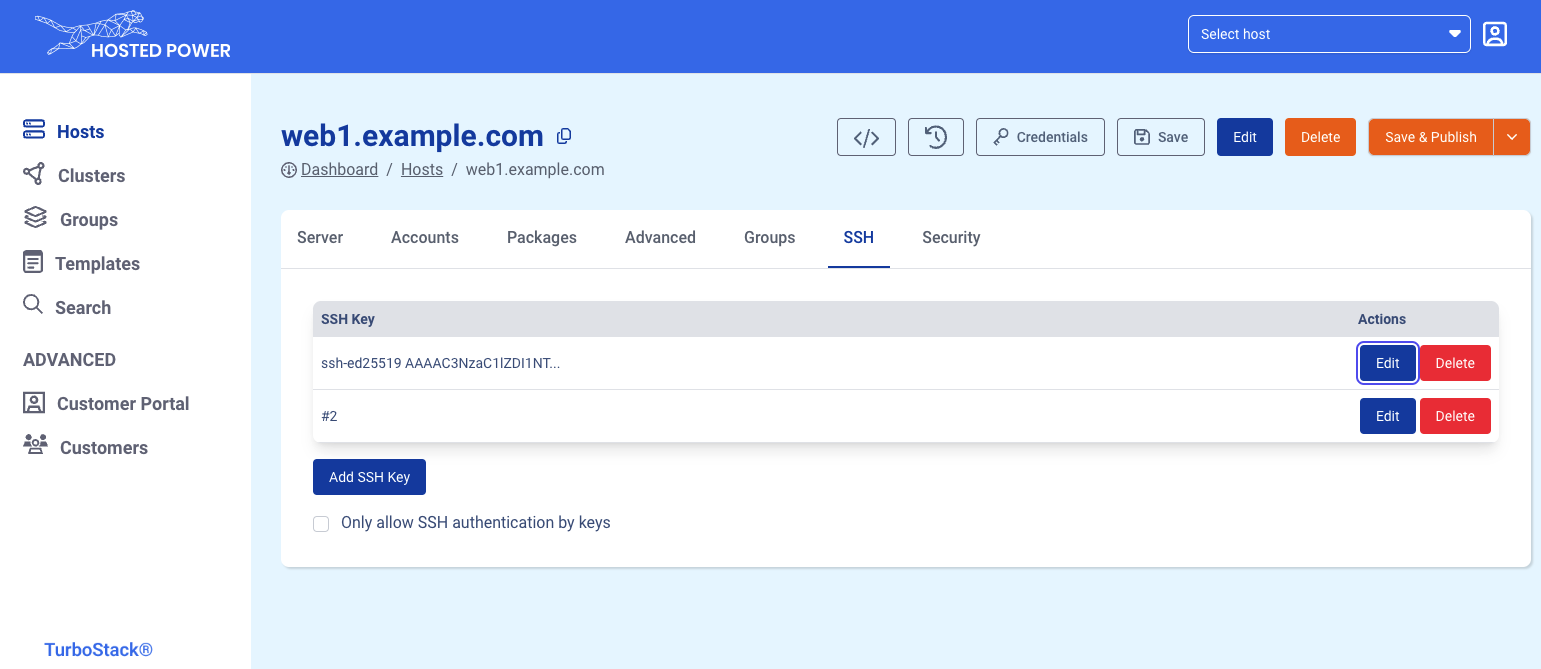 HOSTED POWER
Select host
Hosts
Clusters
Groups
Templates
Search
ADVANCED
Customer Portal
Customers
TurboStack®
web1.example.com
</> Credentials Save Edit Delete Save & Publish
Dashboard / Hosts / web1.example.com
Server Accounts Packages Advanced Groups SSH Security
SSH Key Actions
ssh-ed25519 AAAAC3NzaC1lZDI1NT... Edit Delete
#2 Edit Delete
Add SSH Key
Only allow SSH authentication by keys